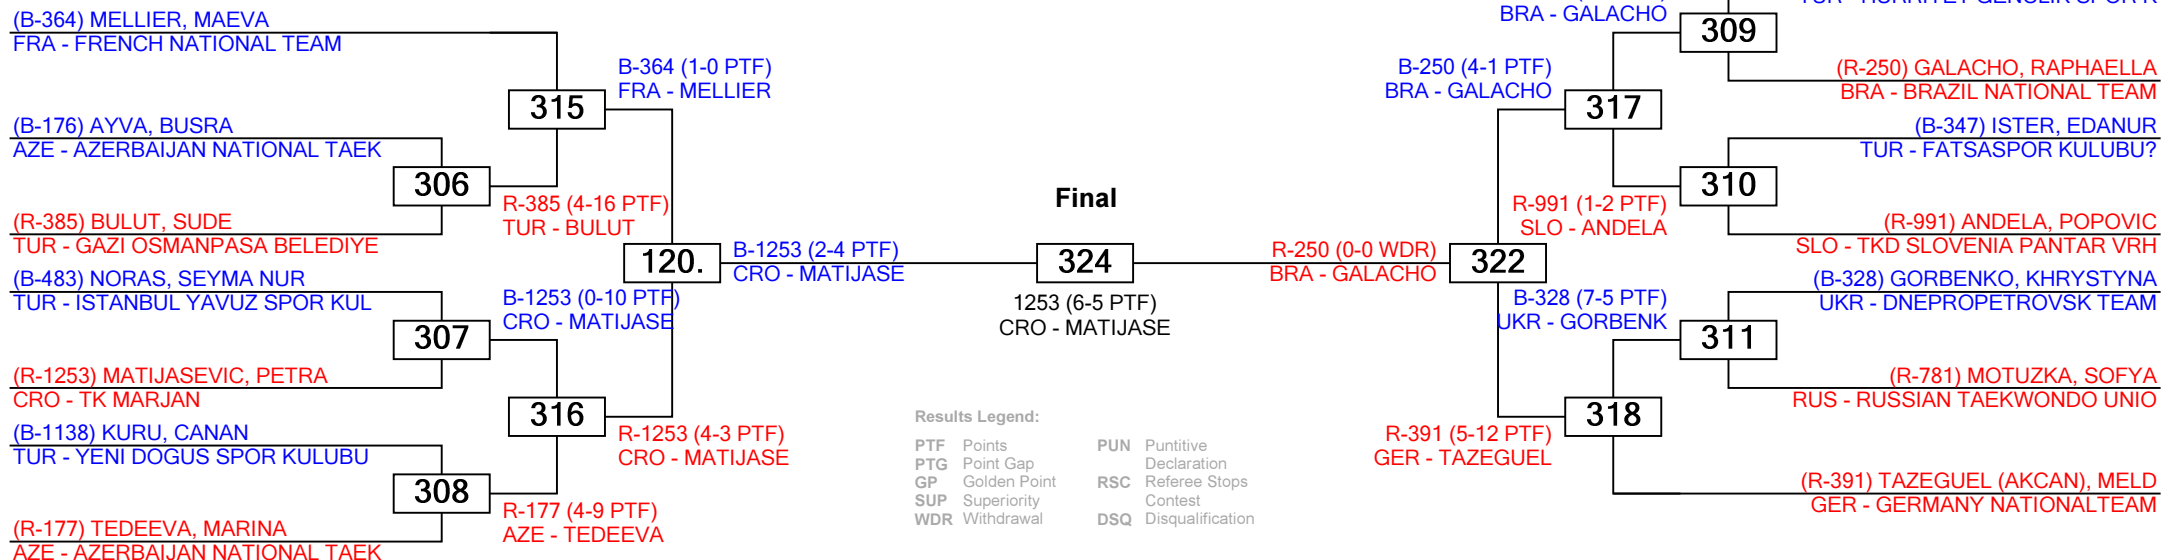 (B-364) MELLIER, MAEVA
FRA - FRENCH NATIONAL TEAM
B-364 (1-0 PTF)
FRA - MELLIER
315
(B-176) AYVA, BUSRA
AZE - AZERBAIJAN NATIONAL TAEK
306
R-385 (4-16 PTF)
TUR - BULUT
(R-385) BULUT, SUDE
TUR - GAZI OSMANPASA BELEDIYE
120.
B-1253 (2-4 PTF)
CRO - MATIJASE
(B-483) NORAS, SEYMA NUR
TUR - ISTANBUL YAVUZ SPOR KUL
B-1253 (0-10 PTF)
CRO - MATIJASE
307
(R-1253) MATIJASEVIC, PETRA
CRO - TK MARJAN
316
R-1253 (4-3 PTF)
CRO - MATIJASE
(B-1138) KURU, CANAN
TUR - YENI DOGUS SPOR KULUBU
308
R-177 (4-9 PTF)
AZE - TEDEEVA
(R-177) TEDEEVA, MARINA
AZE - AZERBAIJAN NATIONAL TAEK
Final
324
1253 (6-5 PTF)
CRO - MATIJASE
Results Legend:
PTF Points
PTG Point Gap
GP Golden Point
SUP Superiority
WDR Withdrawal
PUN Puntitive
Declaration
RSC Referee Stops
Contest
DSQ Disqualification
BRA - GALACHO
309
B-250 (4-1 PTF)
BRA - GALACHO
(R-250) GALACHO, RAPHAELLA
BRA - BRAZIL NATIONAL TEAM
317
(B-347) ISTER, EDANUR
TUR - FATSASPOR KULUBU?
310
R-991 (1-2 PTF)
SLO - ANDELA
(R-991) ANDELA, POPOVIC
SLO - TKD SLOVENIA PANTAR VRH
R-250 (0-0 WDR)
BRA - GALACHO
322
(B-328) GORBENKO, KHRYSTYNA
UKR - DNEPROPETROVSK TEAM
B-328 (7-5 PTF)
UKR - GORBENK
311
(R-781) MOTUZKA, SOFYA
RUS - RUSSIAN TAEKWONDO UNIO
318
R-391 (5-12 PTF)
GER - TAZEGUEL
(R-391) TAZEGUEL (AKCAN), MELD
GER - GERMANY NATIONALTEAM